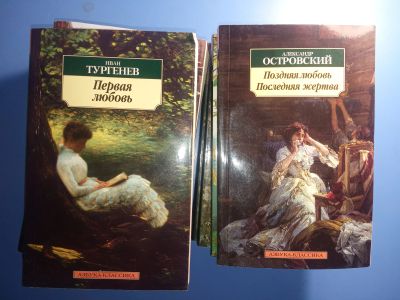 ИВАН
ТУРГЕНЕВ
Первая
любовь
АЗБУКА-КЛАССИКА
АЛЕКСАНДР
ОСТРОВСКИЙ
Поздняя любовь
Последняя жертва
АЗБУКА-КЛАССИКА